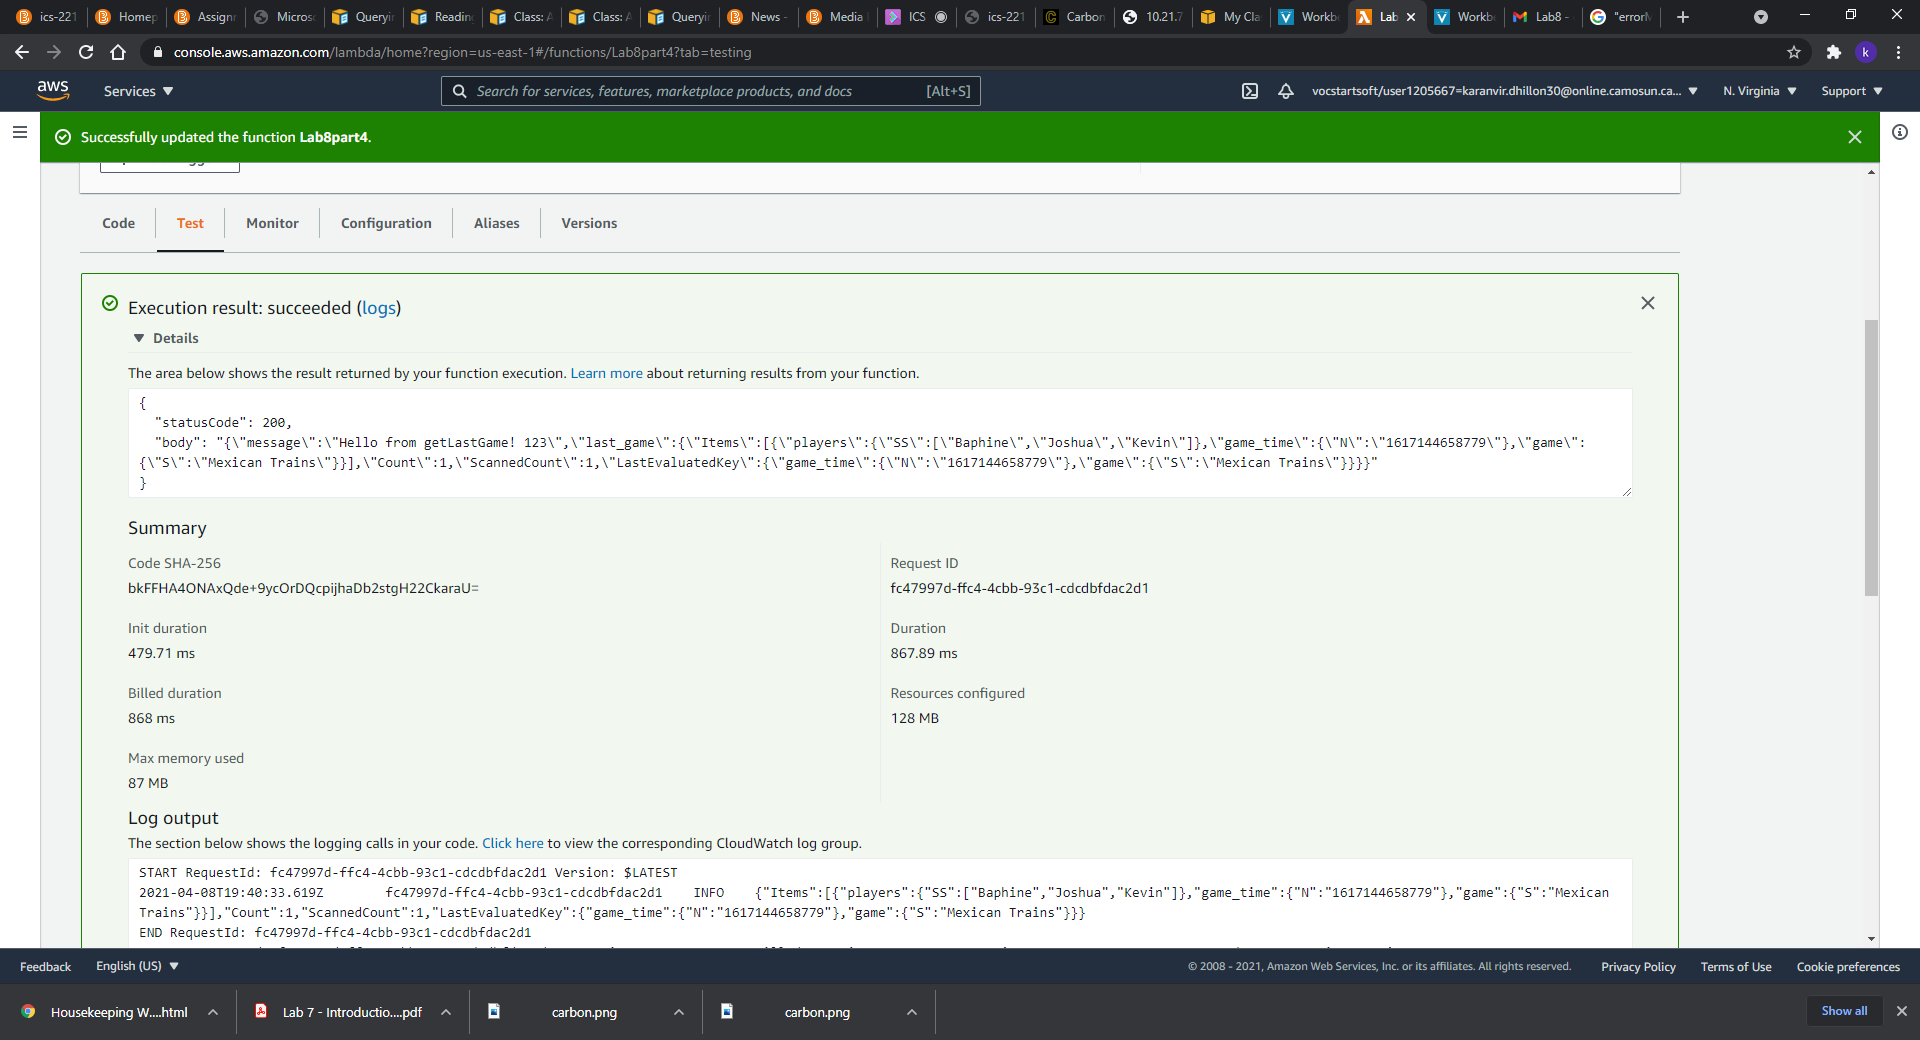 ics-221
Homep
Assignr
Micros
Queryin
Readin
Class: A
Class: A
Queryin
News -
Media
ICS
ics-221
Carbon
10.21.7
My Cla
Workb
Lab
Workb
Lab8 -
"errorM
console.aws.amazon.com/lambda/home?region=us-east-1#/functions/Lab8part4?tab=testing
k
aws
Services
Search for services, features, marketplace products, and docs
[Alt+S]
vocstartsoft/user1205667=karanvir.dhillon30@online.camosun.ca...
N. Virginia
Support
Successfully updated the function Lab8part4.
Code
Test
Monitor
Configuration
Aliases
Versions
Execution result: succeeded (logs)
Details
The area below shows the result returned by your function execution. Learn more about returning results from your function.
{
"statusCode": 200,
"body": "{\"message\":\"Hello from getLastGame! 123\",\"last_game\":{\"Items\":[{\"players\":{\"SS\":[\"Baphine\",\"Joshua\",\"Kevin\"]},\"game_time\":{\"N\":\"1617144658779\"},\"game\":
{\"S\":\"Mexican Trains\"}}],\"Count\":1,\"ScannedCount\":1,\"LastEvaluatedKey\":{\"game_time\":{\"N\":\"1617144658779\"},\"game\":{\"S\":\"Mexican Trains\"}}}}"
}
Summary
Code SHA-256
bkFFHA4ONAxQde+9ycOrDQcpijhaDb2stgH22CkaraU=
Request ID
fc47997d-ffc4-4cbb-93c1-cdcdbfdac2d1
Init duration
479.71 ms
Duration
867.89 ms
Billed duration
868 ms
Resources configured
128 MB
Max memory used
87 MB
Log output
The section below shows the logging calls in your code. Click here to view the corresponding CloudWatch log group.
START RequestId: fc47997d-ffc4-4cbb-93c1-cdcdbfdac2d1 Version: $LATEST
2021-04-08T19:40:33.619Z fc47997d-ffc4-4cbb-93c1-cdcdbfdac2d1 INFO {"Items":[{"players":{"SS":["Baphine","Joshua","Kevin"]},"game_time":{"N":"1617144658779"},"game":{"S":"Mexican
Trains"}}],"Count":1,"ScannedCount":1,"LastEvaluatedKey":{"game_time":{"N":"1617144658779"},"game":{"S":"Mexican Trains"}}}
END RequestId: fc47997d-ffc4-4cbb-93c1-cdcdbfdac2d1
Feedback
English (US)
© 2008 - 2021, Amazon Web Services, Inc. or its affiliates. All rights reserved.
Privacy Policy
Terms of Use
Cookie preferences
Housekeeping W....html
Lab 7 - Introductio....pdf
carbon.png
carbon.png
Show all